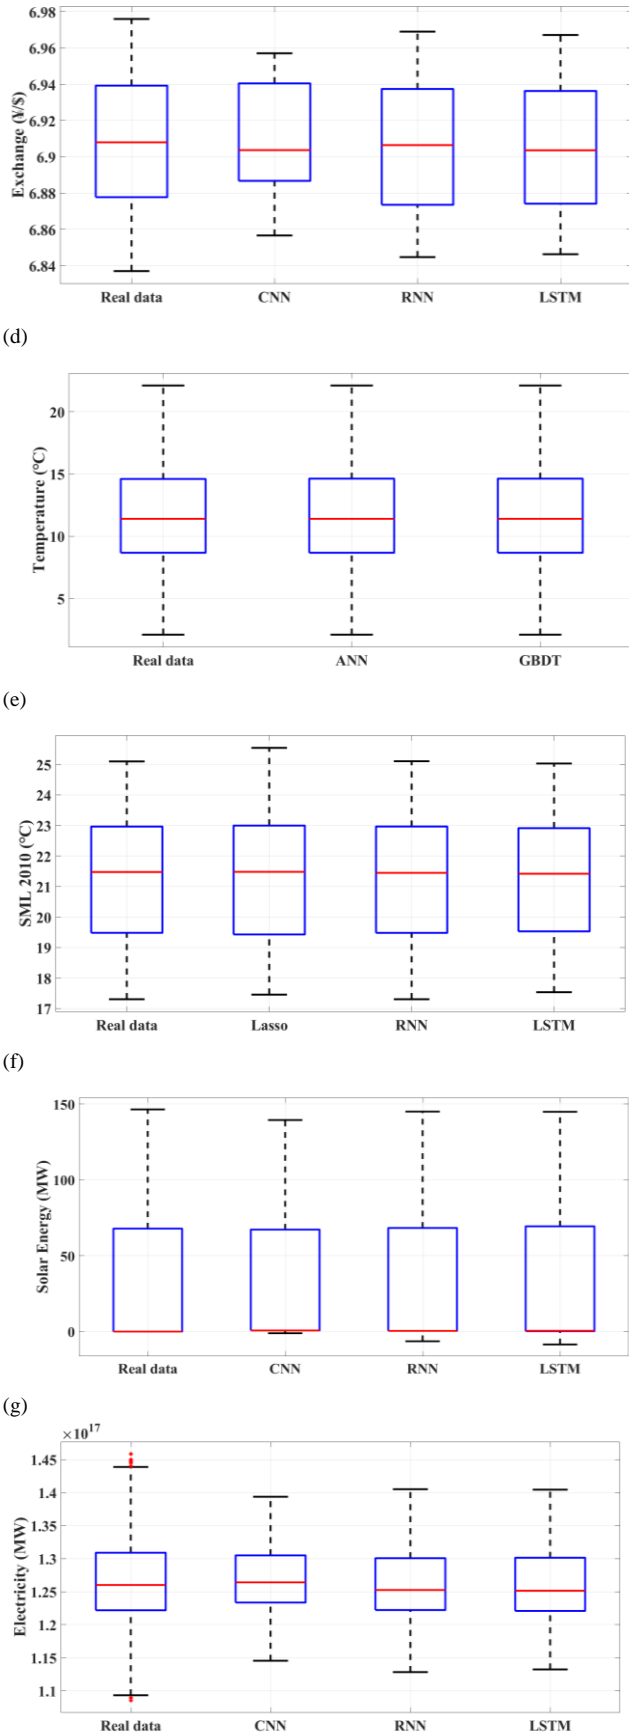 6.98
6.96
6.94
6.92
6.9
6.88
6.86
6.84
Exchange (¥/$)
Real data CNN RNN LSTM
(d)
20
15
10
5
Temperature (°C)
Real data ANN GBDT
(e)
25
24
23
22
21
20
19
18
17
SML 2010 (°C)
Real data Lasso RNN LSTM
(f)
150
100
50
0
Solar Energy (MW)
Real data CNN RNN LSTM
(g)
×10^17
1.45
1.4
1.35
1.3
1.25
1.2
1.15
1.1
Electricity (MW)
Real data CNN RNN LSTM